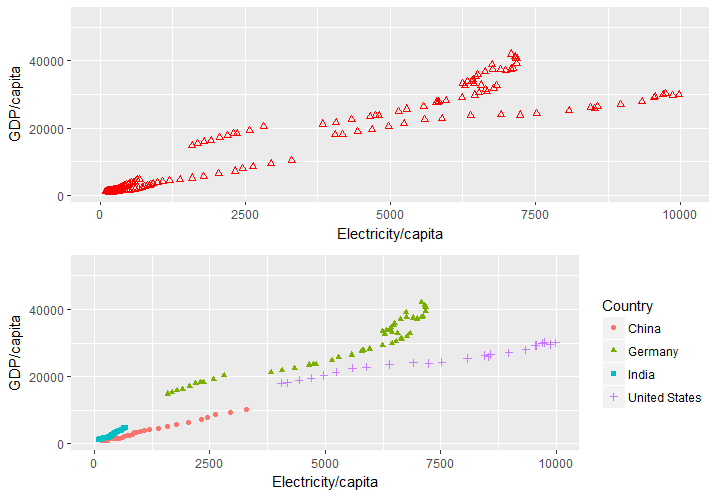 GDP/capita
40000
20000
0
0
2500
5000
7500
10000
Electricity/capita
GDP/capita
40000
20000
0
0
2500
5000
7500
10000
Electricity/capita
Country
China
Germany
India
United States